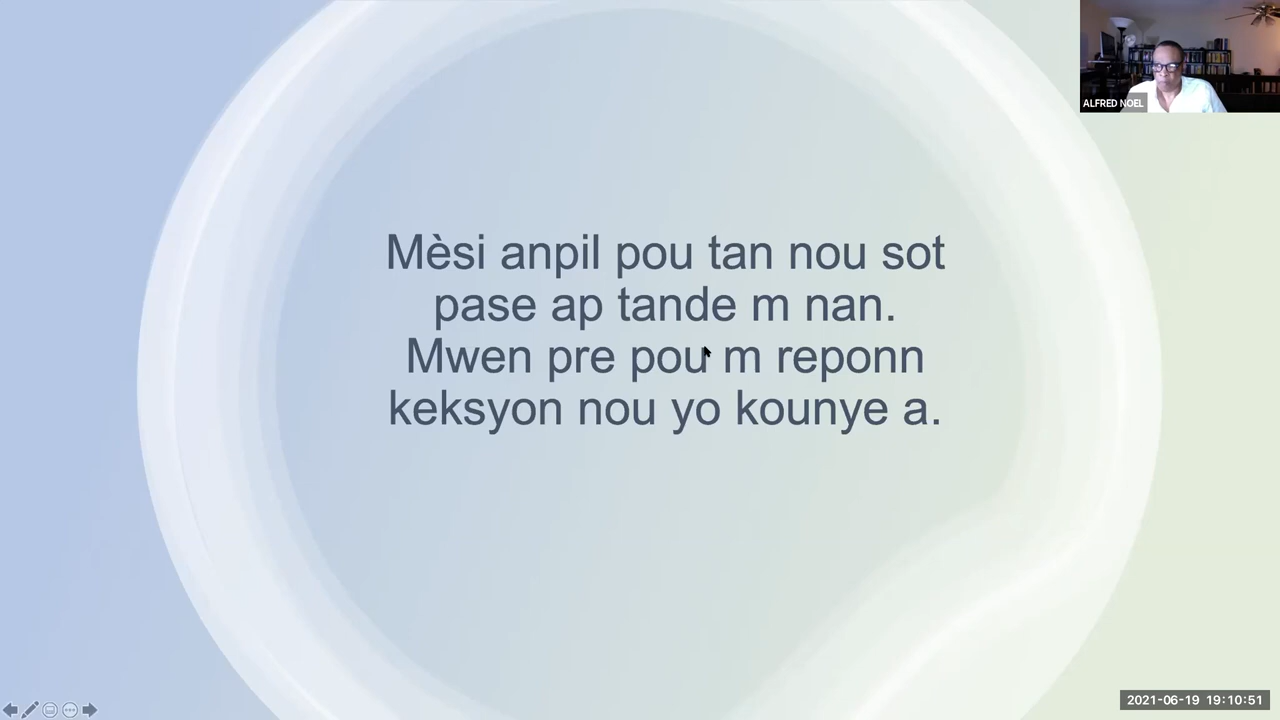 ALFRED NOEL
Mèsi anpil pou tan nou sot
pase ap tande m nan.
Mwen pre pou m reponn
keksyon nou yo kounye a.
2021-06-19 19:10:51